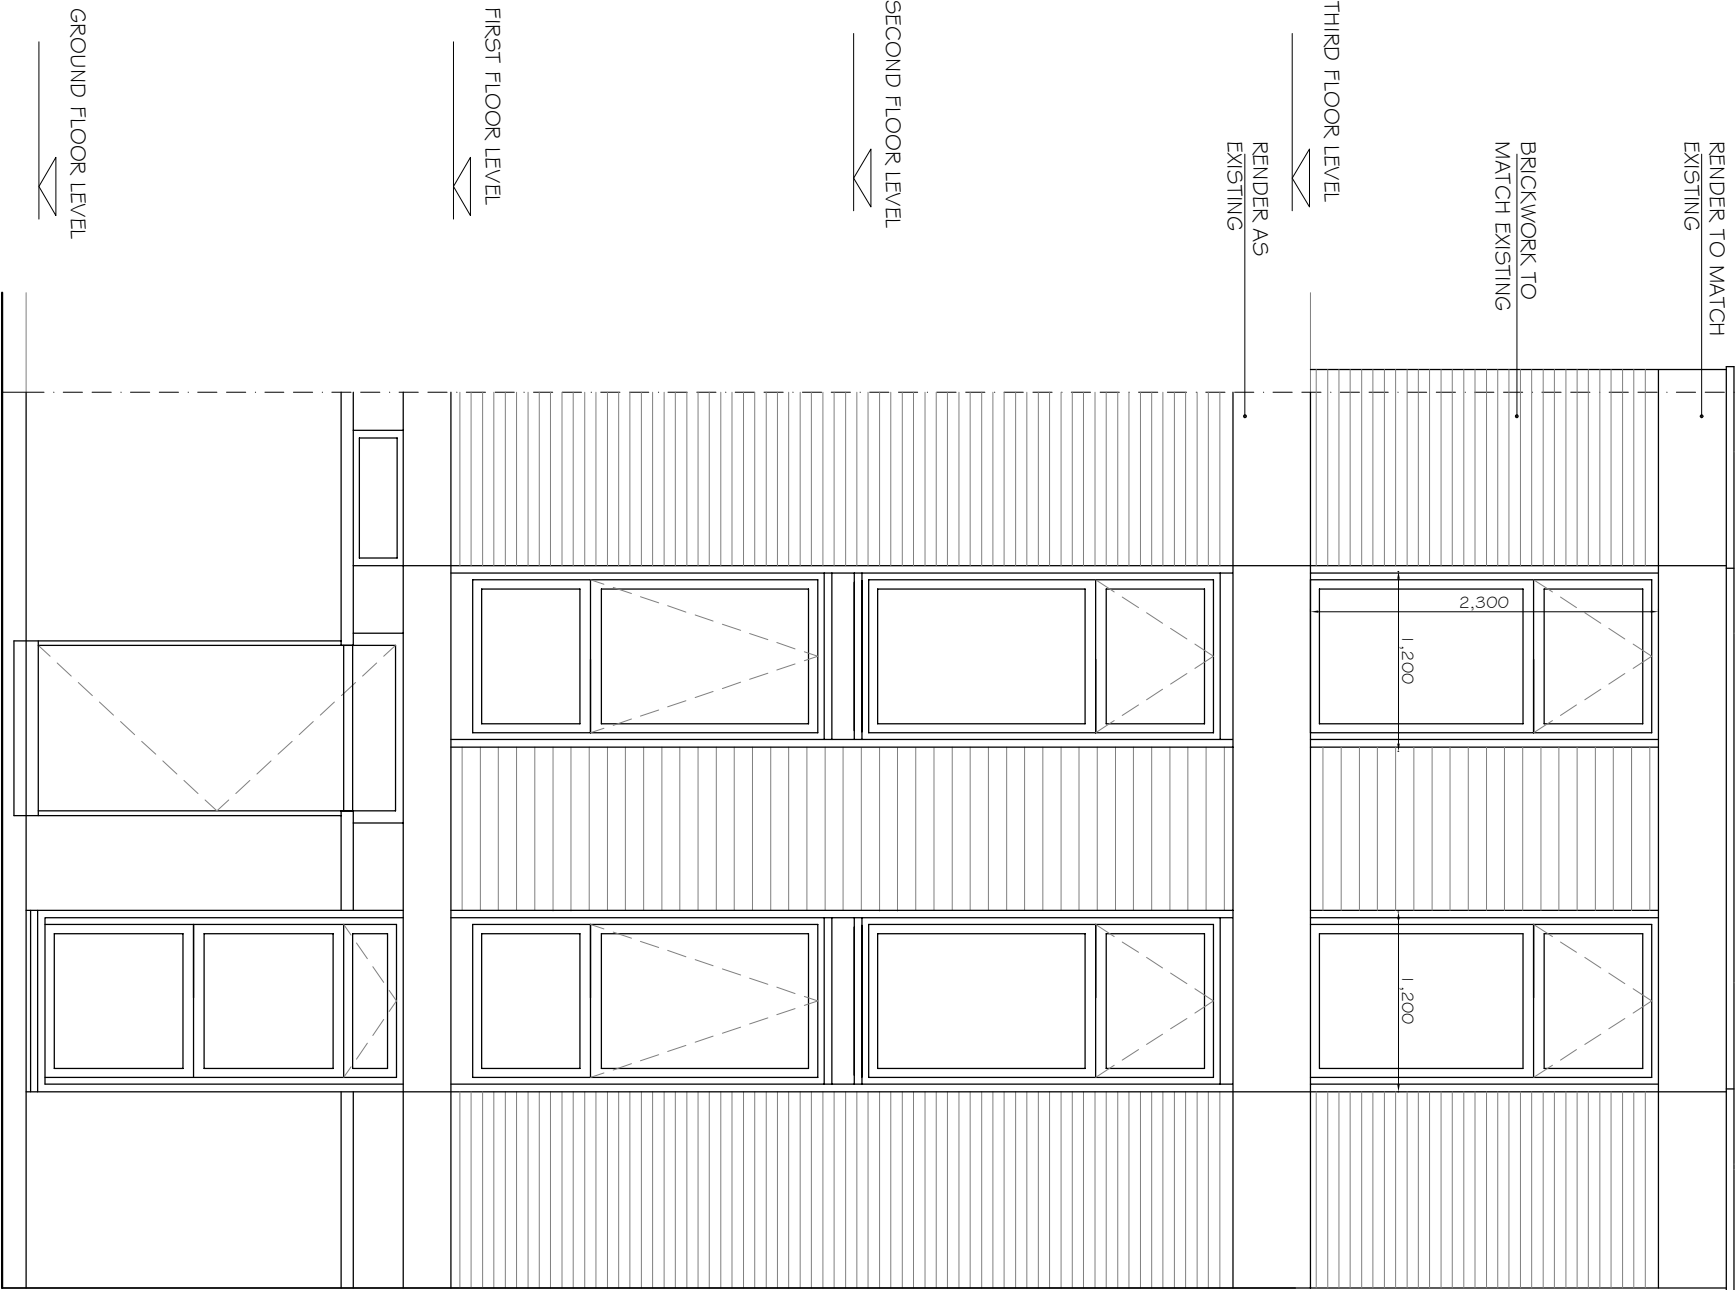 RENDER TO MATCH
EXISTING
BRICKWORK TO
MATCH EXISTING
THIRD FLOOR LEVEL
RENDER AS
EXISTING
SECOND FLOOR LEVEL
FIRST FLOOR LEVEL
GROUND FLOOR LEVEL
2,300
1,200
1,200